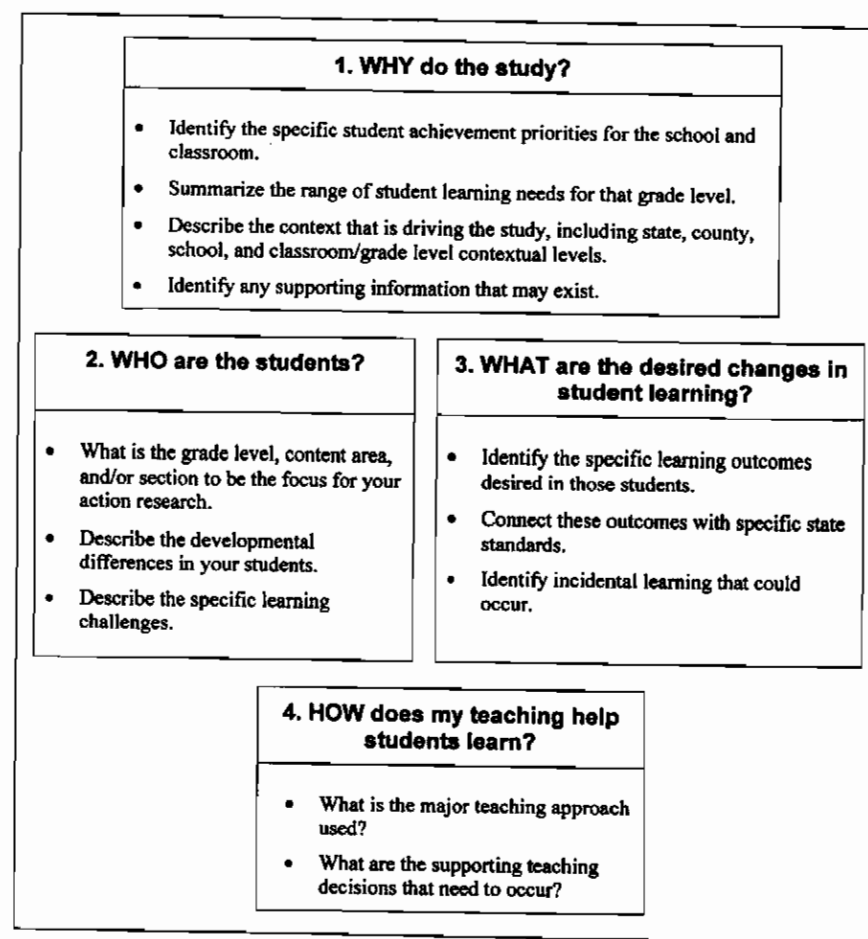 1. WHY do the study?
• Identify the specific student achievement priorities for the school and
classroom.
• Summarize the range of student learning needs for that grade level.
• Describe the context that is driving the study, including state, county,
school, and classroom/grade level contextual levels.
• Identify any supporting information that may exist.
2. WHO are the students?
• What is the grade level, content area,
and/or section to be the focus for your
action research.
• Describe the developmental
differences in your students.
• Describe the specific learning
challenges.
3. WHAT are the desired changes in
student learning?
• Identify the specific learning outcomes
desired in those students.
• Connect these outcomes with specific state
standards.
• Identify incidental learning that could
occur.
4. HOW does my teaching help
students learn?
• What is the major teaching approach
used?
• What are the supporting teaching
decisions that need to occur?